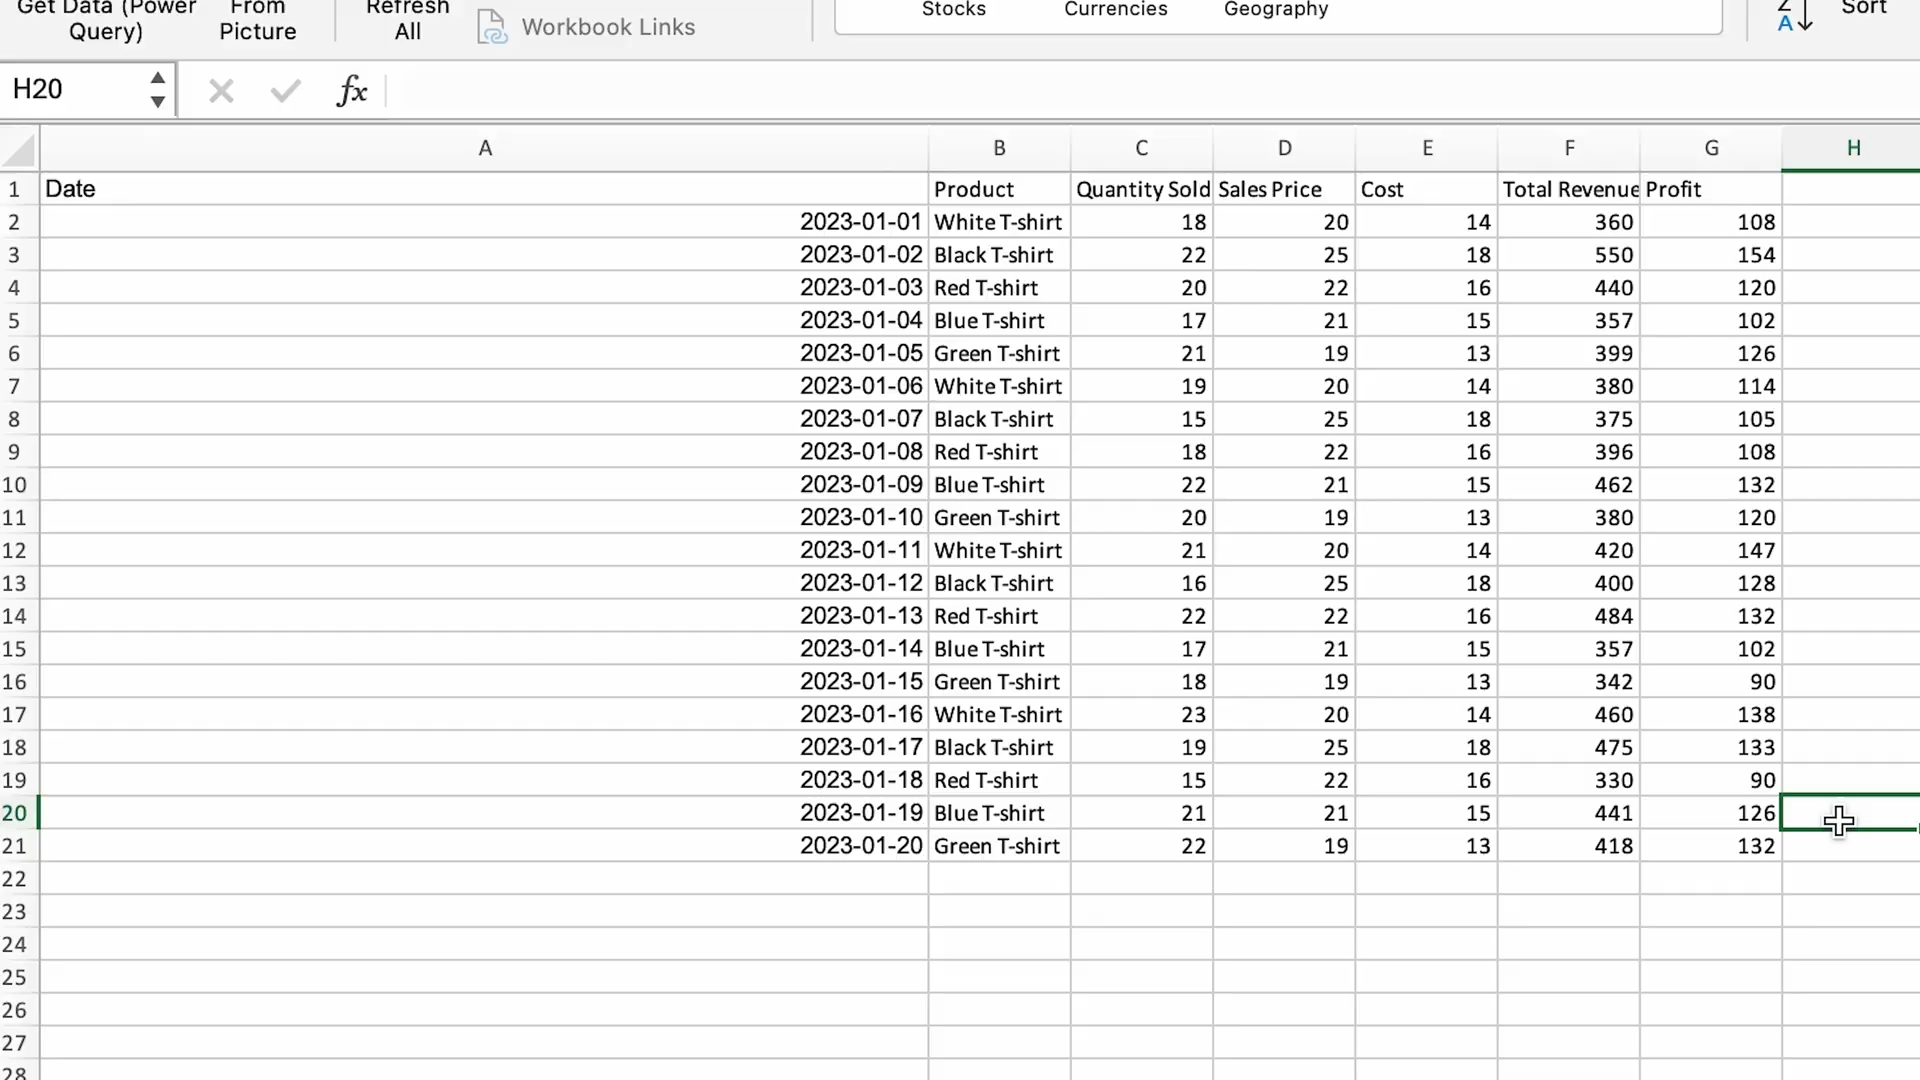 Get Data (Power Query)
From Picture
Refresh All
Workbook Links
Stocks
Currencies
Geography
Z
A
Sort
H20
fx
A B C D E F G H
1 Date Product Quantity Sold Sales Price Cost Total Revenue Profit
2 2023-01-01 White T-shirt 18 20 14 360 108
3 2023-01-02 Black T-shirt 22 25 18 550 154
4 2023-01-03 Red T-shirt 20 22 16 440 120
5 2023-01-04 Blue T-shirt 17 21 15 357 102
6 2023-01-05 Green T-shirt 21 19 13 399 126
7 2023-01-06 White T-shirt 19 20 14 380 114
8 2023-01-07 Black T-shirt 15 25 18 375 105
9 2023-01-08 Red T-shirt 18 22 16 396 108
10 2023-01-09 Blue T-shirt 22 21 15 462 132
11 2023-01-10 Green T-shirt 20 19 13 380 120
12 2023-01-11 White T-shirt 21 20 14 420 147
13 2023-01-12 Black T-shirt 16 25 18 400 128
14 2023-01-13 Red T-shirt 22 22 16 484 132
15 2023-01-14 Blue T-shirt 17 21 15 357 102
16 2023-01-15 Green T-shirt 18 19 13 342 90
17 2023-01-16 White T-shirt 23 20 14 460 138
18 2023-01-17 Black T-shirt 19 25 18 475 133
19 2023-01-18 Red T-shirt 15 22 16 330 90
20 2023-01-19 Blue T-shirt 21 21 15 441 126
21 2023-01-20 Green T-shirt 22 19 13 418 132
22
23
24
25
26
27
28